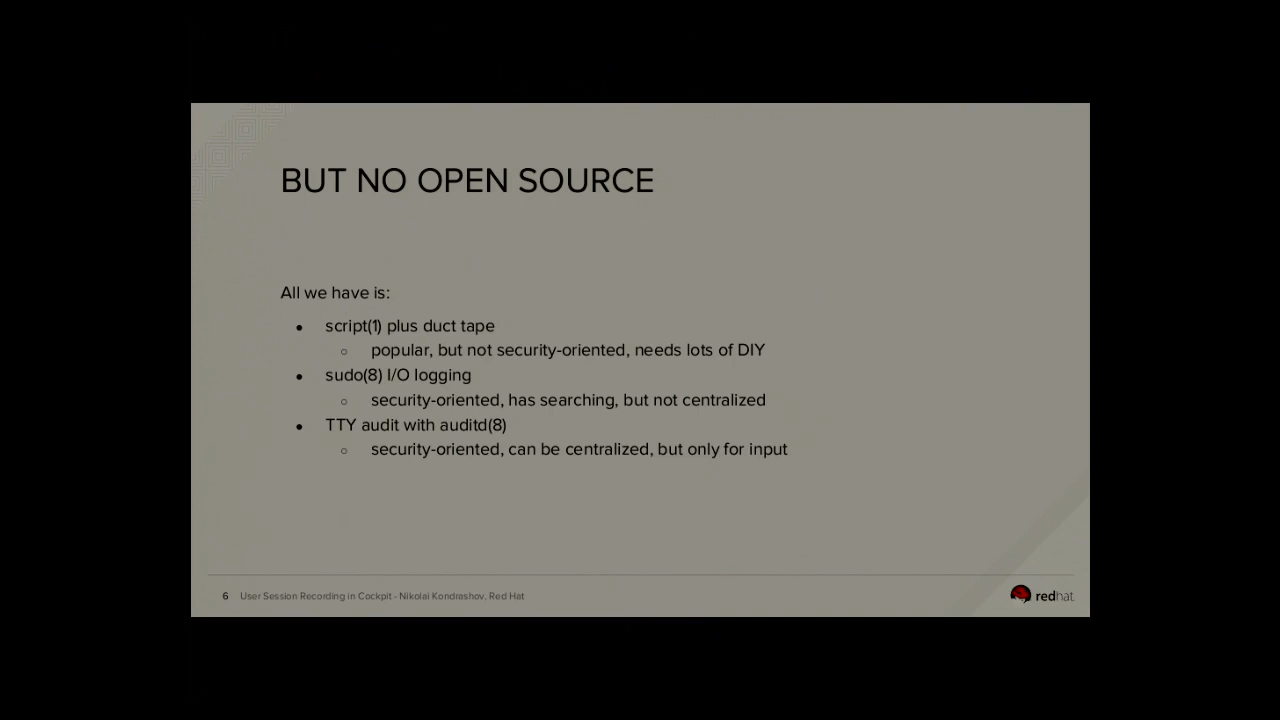 BUT NO OPEN SOURCE
All we have is:
● script(1) plus duct tape
○ popular, but not security-oriented, needs lots of DIY
● sudo(8) I/O logging
○ security-oriented, has searching, but not centralized
● TTY audit with auditd(8)
○ security-oriented, can be centralized, but only for input
6 User Session Recording in Cockpit - Nikolai Kondrashov, Red Hat
redhat